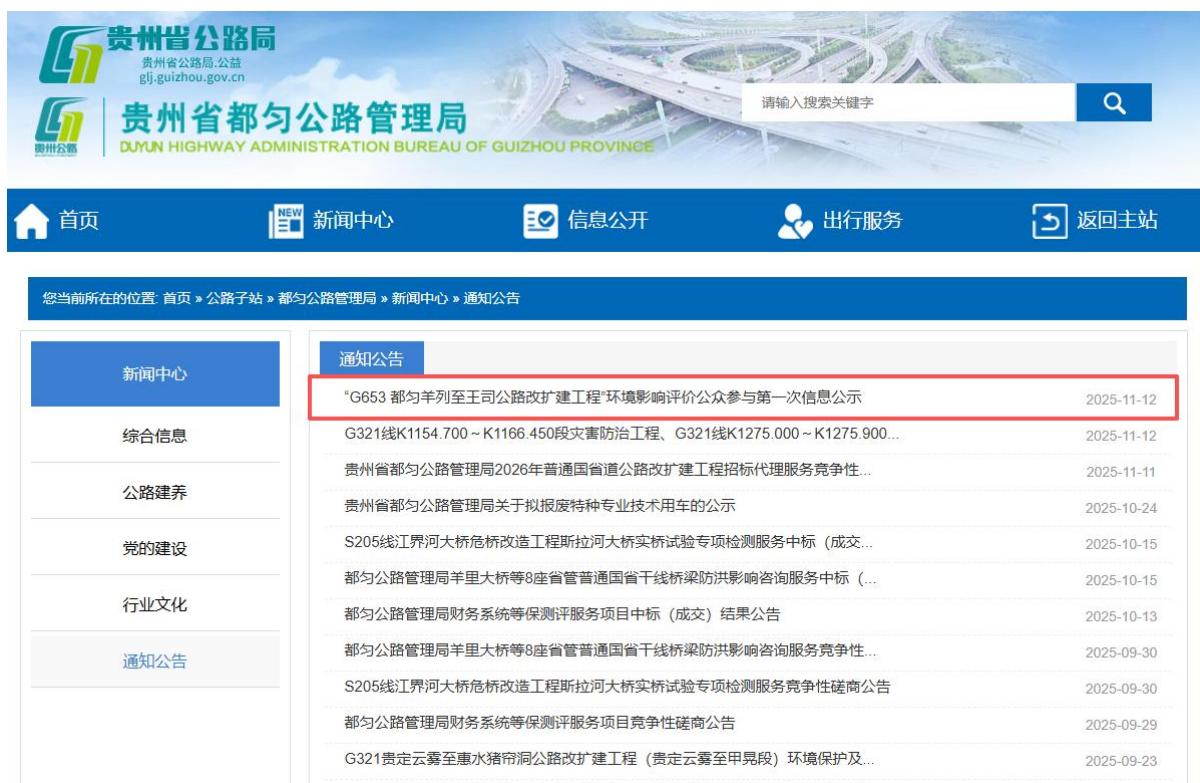 贵州省公路局
贵州省公路局.公益
glj.guizhou.gov.cn
贵州公路
贵州省都匀公路管理局
DUYUN HIGHWAY ADMINISTRATION BUREAU OF GUIZHOU PROVINCE
请输入搜索关键字
首页
NEW 新闻中心
信息公开
出行服务
返回主站
您当前所在的位置: 首页 » 公路子站 » 都匀公路管理局 » 新闻中心 » 通知公告
新闻中心
综合信息
公路建养
党的建设
行业文化
通知公告
通知公告
“G653 都匀羊列至王司公路改扩建工程”环境影响评价公众参与第一次信息公示 2025-11-12
G321线K1154.700~K1166.450段灾害防治工程、G321线K1275.000~K1275.900... 2025-11-12
贵州省都匀公路管理局2026年普通国省道公路改扩建工程招标代理服务竞争性... 2025-11-11
贵州省都匀公路管理局关于拟报废特种专业技术用车的公示 2025-10-24
S205线江界河大桥危桥改造工程斯拉河大桥实桥试验专项检测服务中标（成交... 2025-10-15
都匀公路管理局羊里大桥等8座省管普通国省干线桥梁防洪影响咨询服务中标（... 2025-10-15
都匀公路管理局财务系统等保测评服务项目中标（成交）结果公告 2025-10-13
都匀公路管理局羊里大桥等8座省管普通国省干线桥梁防洪影响咨询服务竞争性... 2025-09-30
S205线江界河大桥危桥改造工程斯拉河大桥实桥试验专项检测服务竞争性磋商公告 2025-09-30
都匀公路管理局财务系统等保测评服务项目竞争性磋商公告 2025-09-29
G321贵定云雾至惠水猪帘洞公路改扩建工程（贵定云雾至甲晃段）环境保护及... 2025-09-23